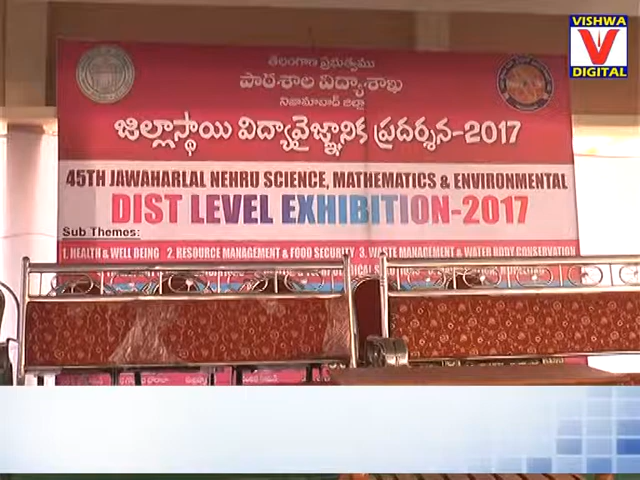 VISHWA
V
DIGITAL
తెలంగాణ ప్రభుత్వము
పాఠశాల విద్యాశాఖ
నిజామాబాద్ జిల్లా
జిల్లాస్థాయి విద్యావైజ్ఞానిక ప్రదర్శన-2017
45TH JAWAHARLAL NEHRU SCIENCE, MATHEMATICS & ENVIRONMENTAL
DIST LEVEL EXHIBITION-2017
Sub Themes:
1. HEALTH & WELL BEING 2. RESOURCE MANAGEMENT & FOOD SECURITY 3. WASTE MANAGEMENT & WATER BODY CONSERVATION